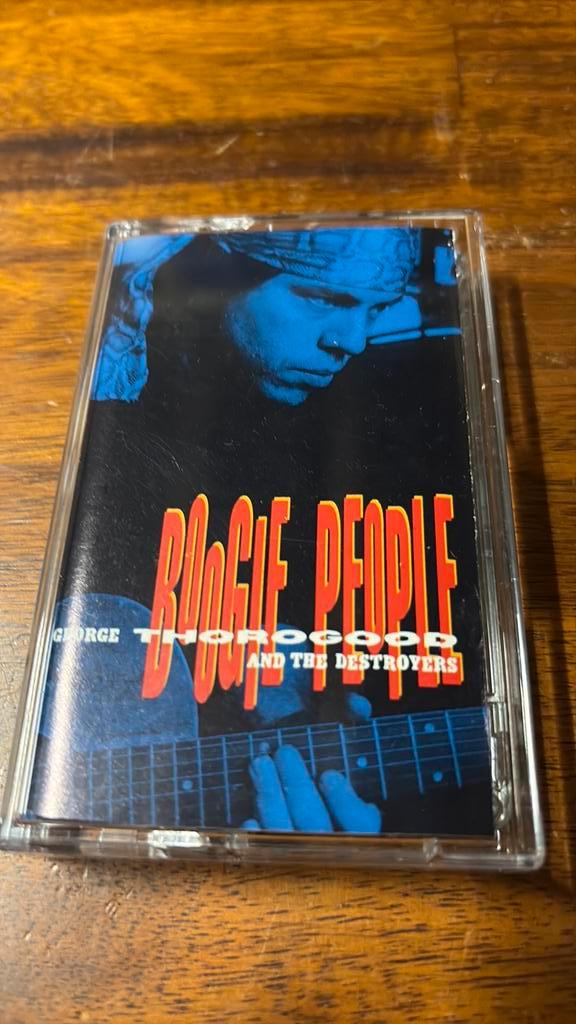 BOOGIE PEOPLE
GEORGE THOROGOOD
AND THE DESTROYERS